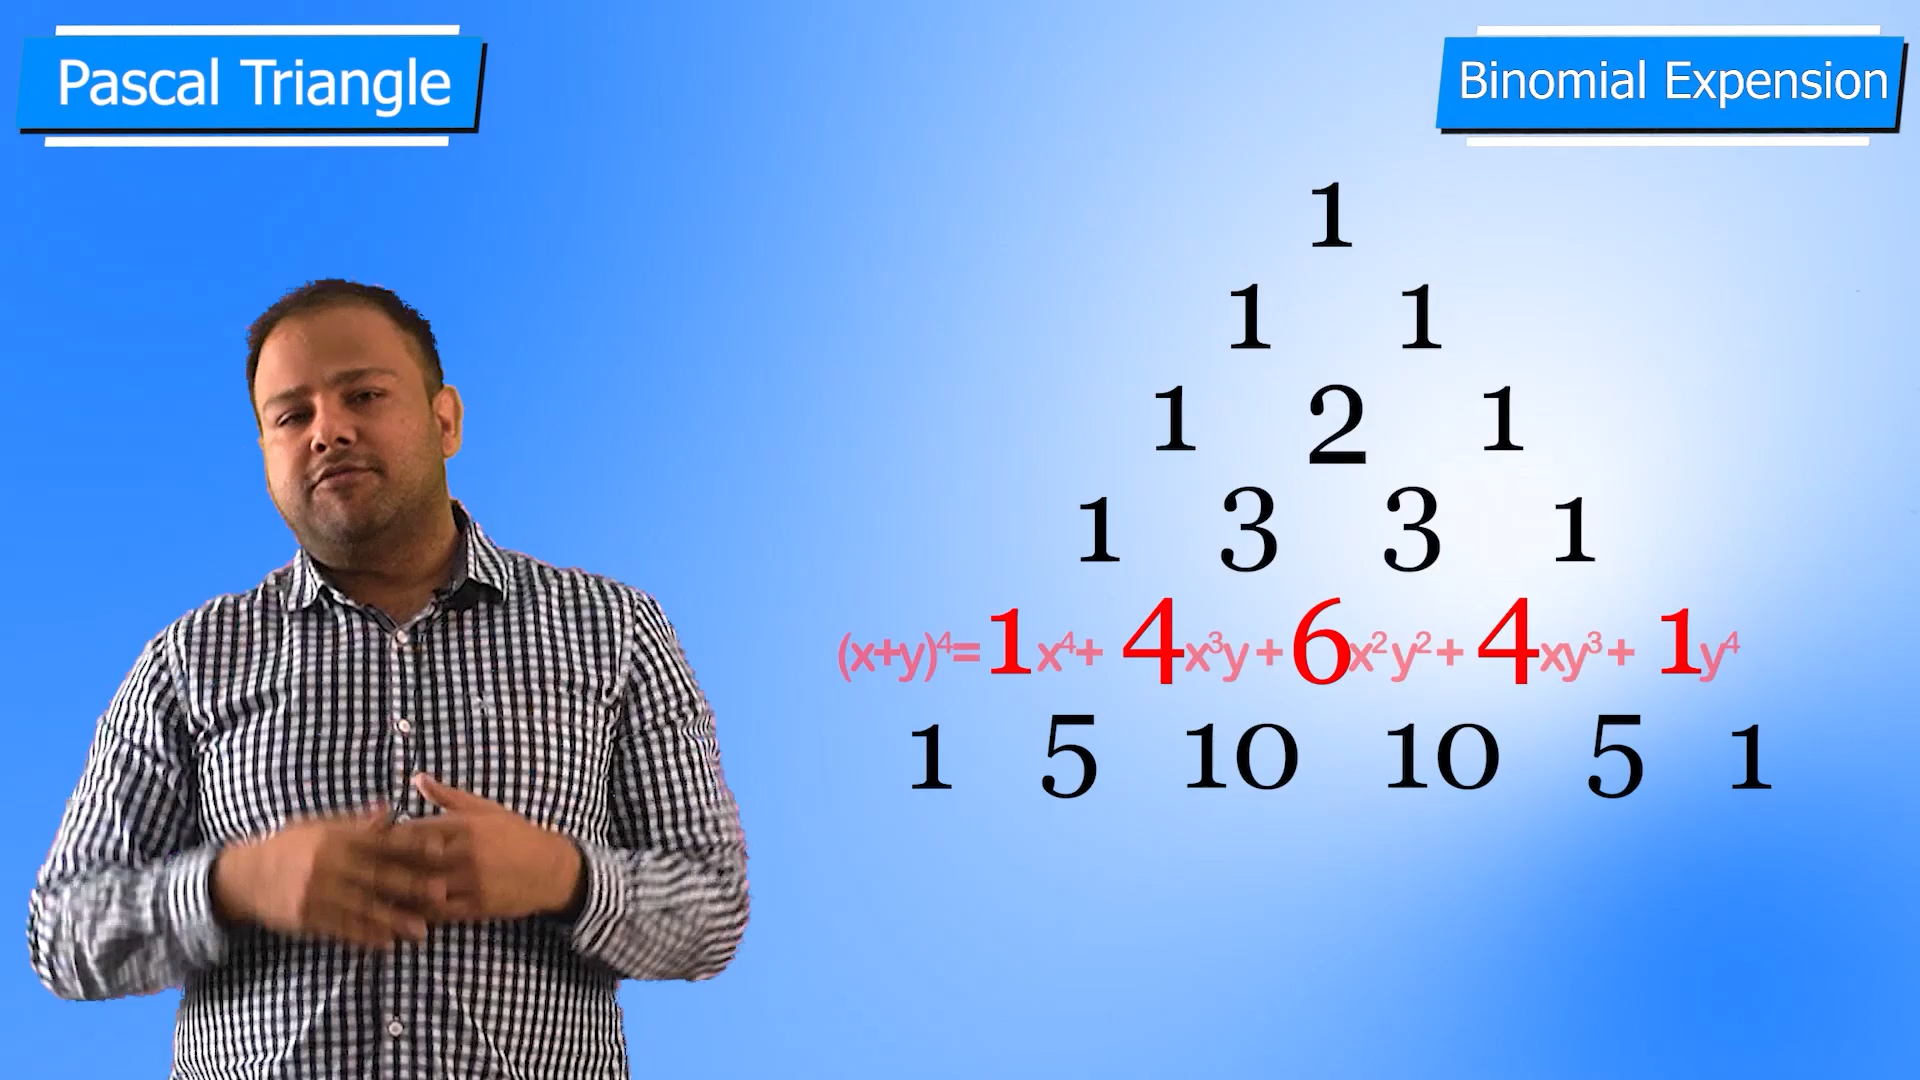 Pascal Triangle
Binomial Expension
1
1 1
1 2 1
1 3 3 1
(x+y)⁴=1x⁴+ 4x³y+6x²y²+ 4xy³+ 1y⁴
1 5 10 10 5 1